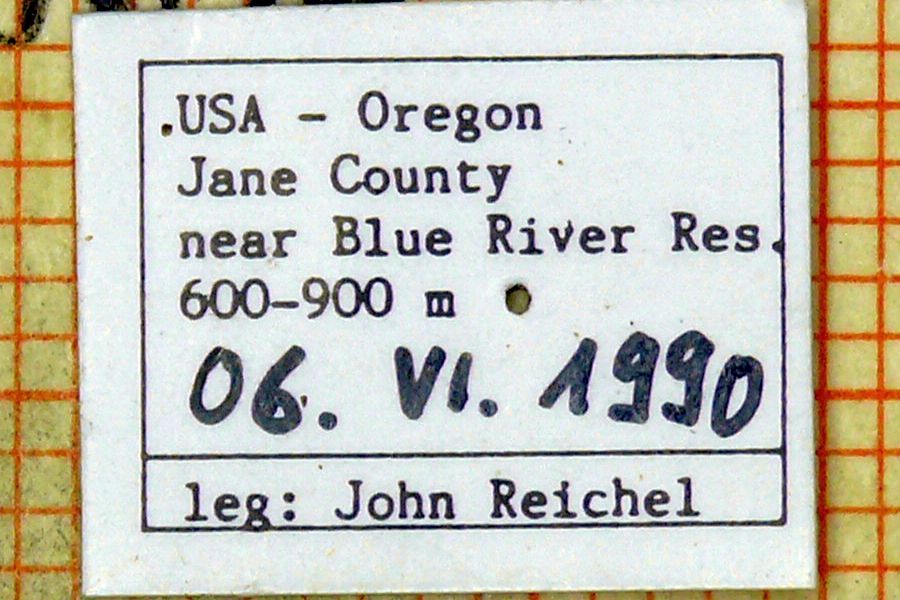 USA - Oregon
Jane County
near Blue River Res.
600-900 m
06. VI. 1990
leg: John Reichel